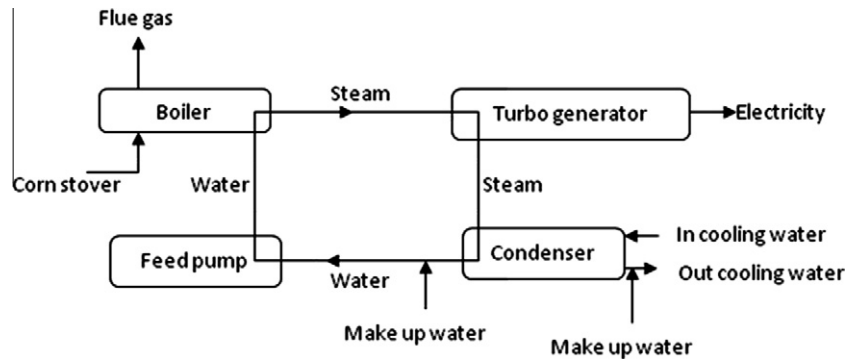 Flue gas
Boiler
Steam
Turbo generator
Electricity
Corn stover
Water
Steam
Feed pump
Water
Condenser
In cooling water
Out cooling water
Make up water
Make up water